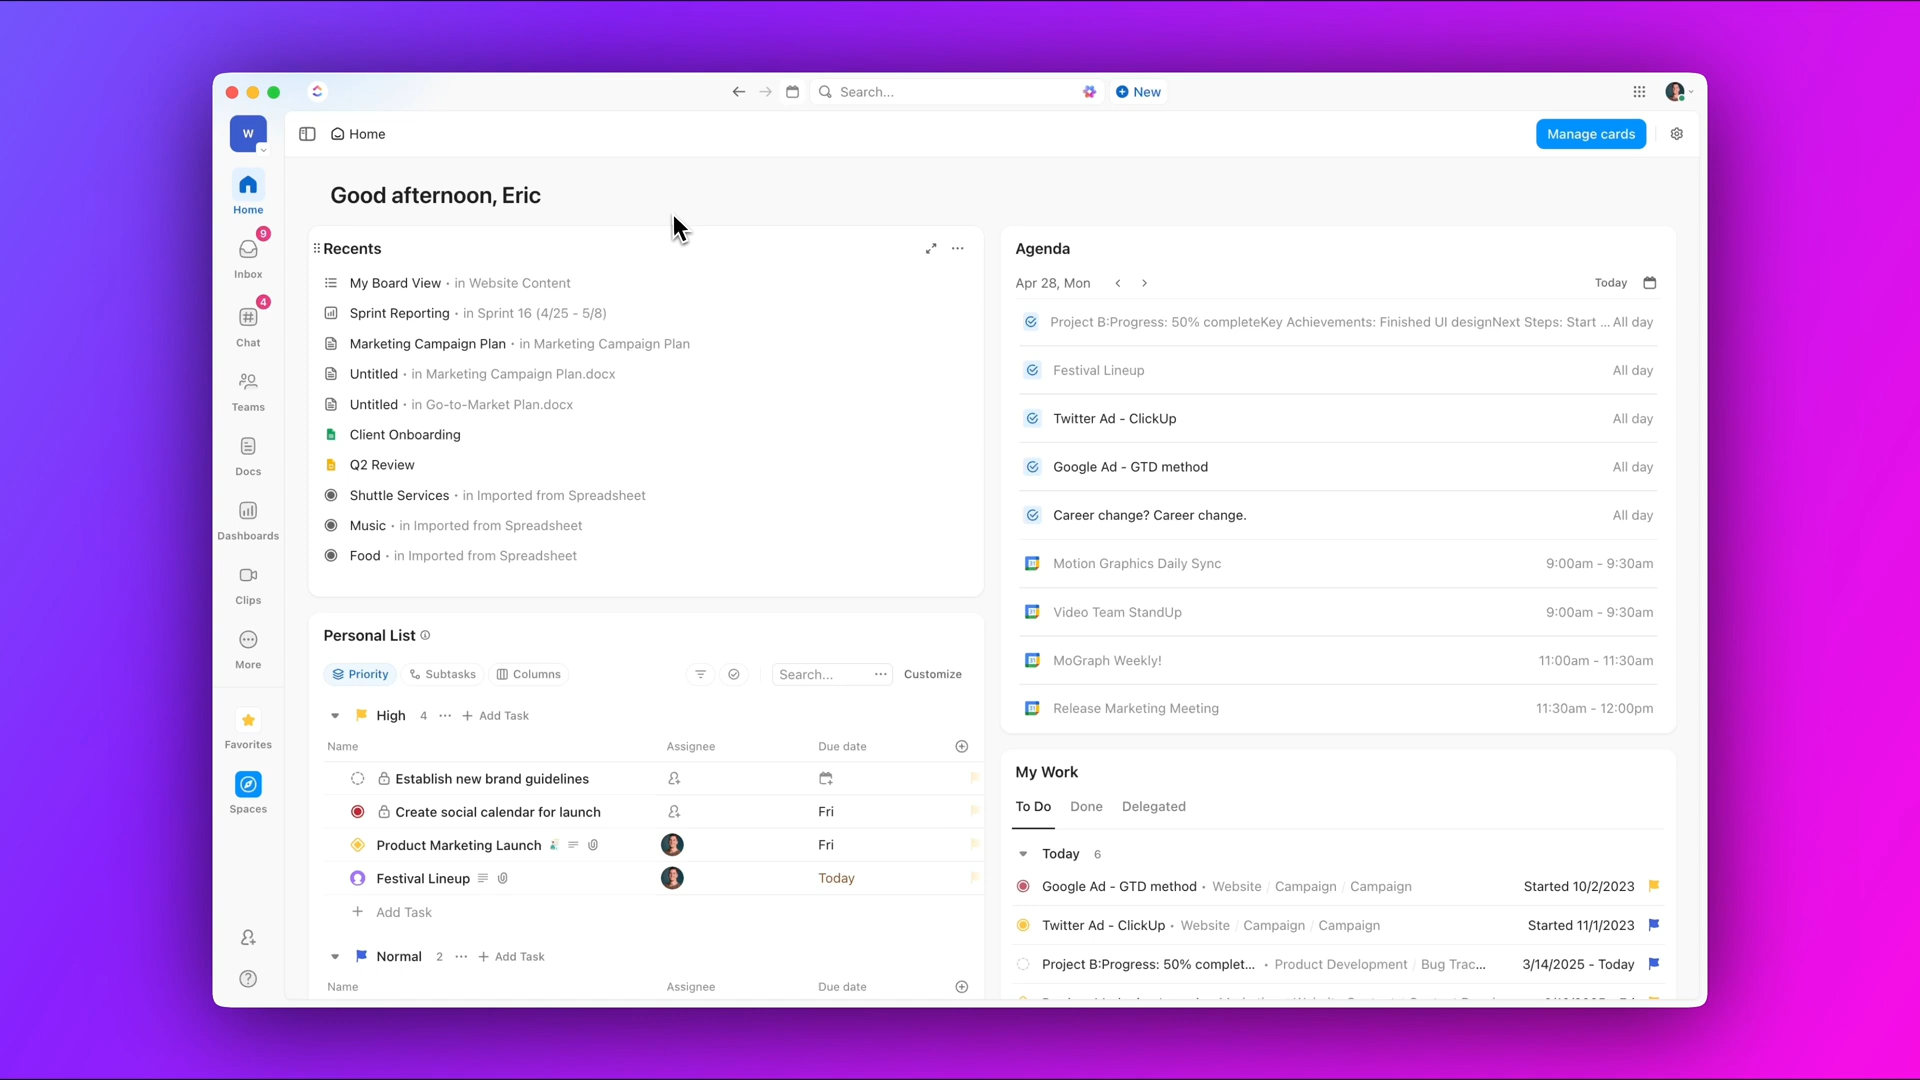 Search...
New
W
Home
Manage cards
Home
9
Inbox
4
Chat
Teams
Docs
Dashboards
Clips
More
Favorites
Spaces
Good afternoon, Eric
Recents
My Board View • in Website Content
Sprint Reporting • in Sprint 16 (4/25 - 5/8)
Marketing Campaign Plan • in Marketing Campaign Plan
Untitled • in Marketing Campaign Plan.docx
Untitled • in Go-to-Market Plan.docx
Client Onboarding
Q2 Review
Shuttle Services • in Imported from Spreadsheet
Music • in Imported from Spreadsheet
Food • in Imported from Spreadsheet
Personal List
Priority Subtasks Columns Search... Customize
High 4 ... + Add Task
Name Assignee Due date
Establish new brand guidelines
Create social calendar for launch Fri
Product Marketing Launch Fri
Festival Lineup Today
+ Add Task
Normal 2 ... + Add Task
Name Assignee Due date
Agenda
Apr 28, Mon Today
Project B:Progress: 50% completeKey Achievements: Finished UI designNext Steps: Start ... All day
Festival Lineup All day
Twitter Ad - ClickUp All day
Google Ad - GTD method All day
Career change? Career change. All day
Motion Graphics Daily Sync 9:00am - 9:30am
Video Team StandUp 9:00am - 9:30am
MoGraph Weekly! 11:00am - 11:30am
Release Marketing Meeting 11:30am - 12:00pm
My Work
To Do Done Delegated
Today 6
Google Ad - GTD method • Website / Campaign / Campaign Started 10/2/2023
Twitter Ad - ClickUp • Website / Campaign / Campaign Started 11/1/2023
Project B:Progress: 50% complet... • Product Development / Bug Trac... 3/14/2025 - Today